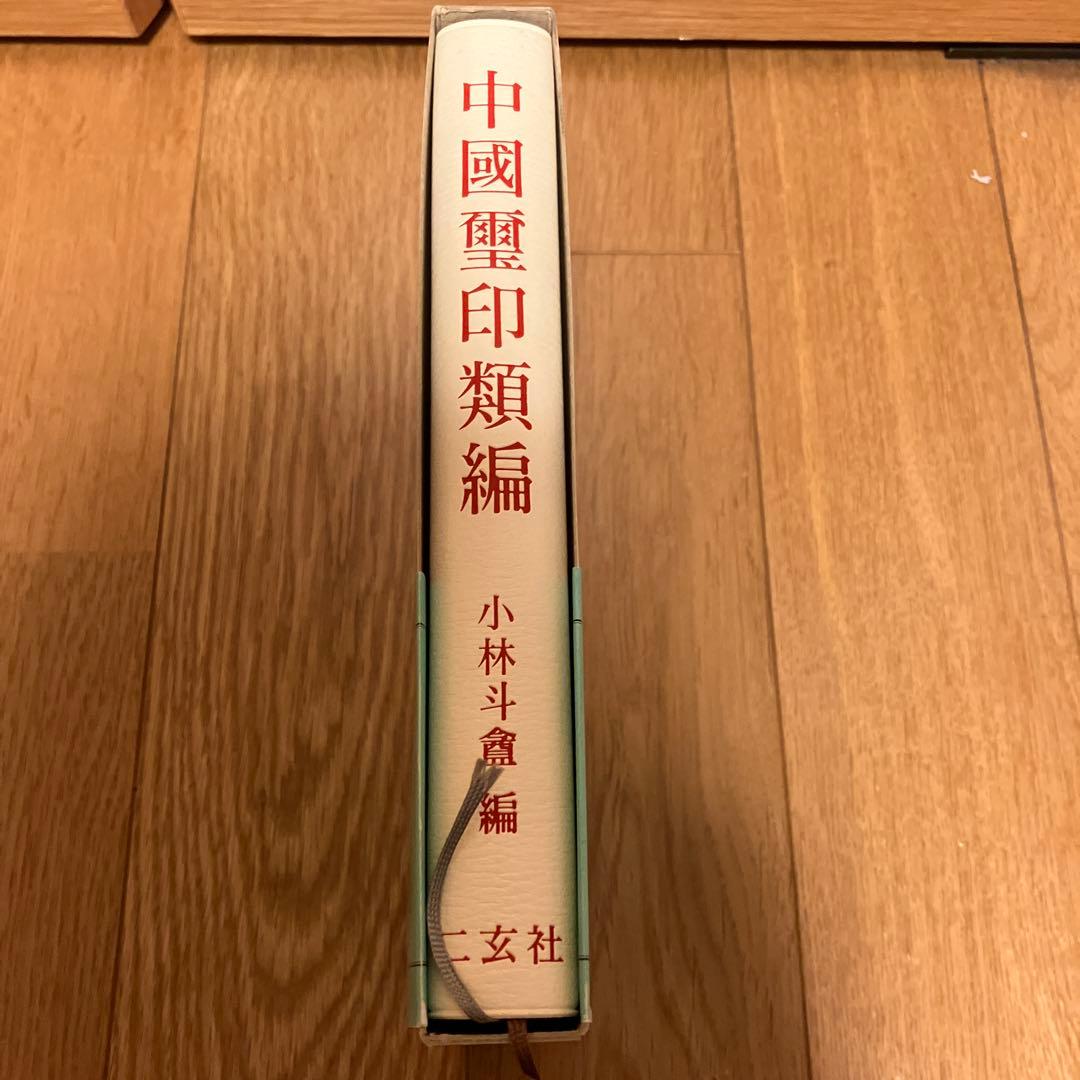 中國璽印類編
小林斗盦 編
二玄社